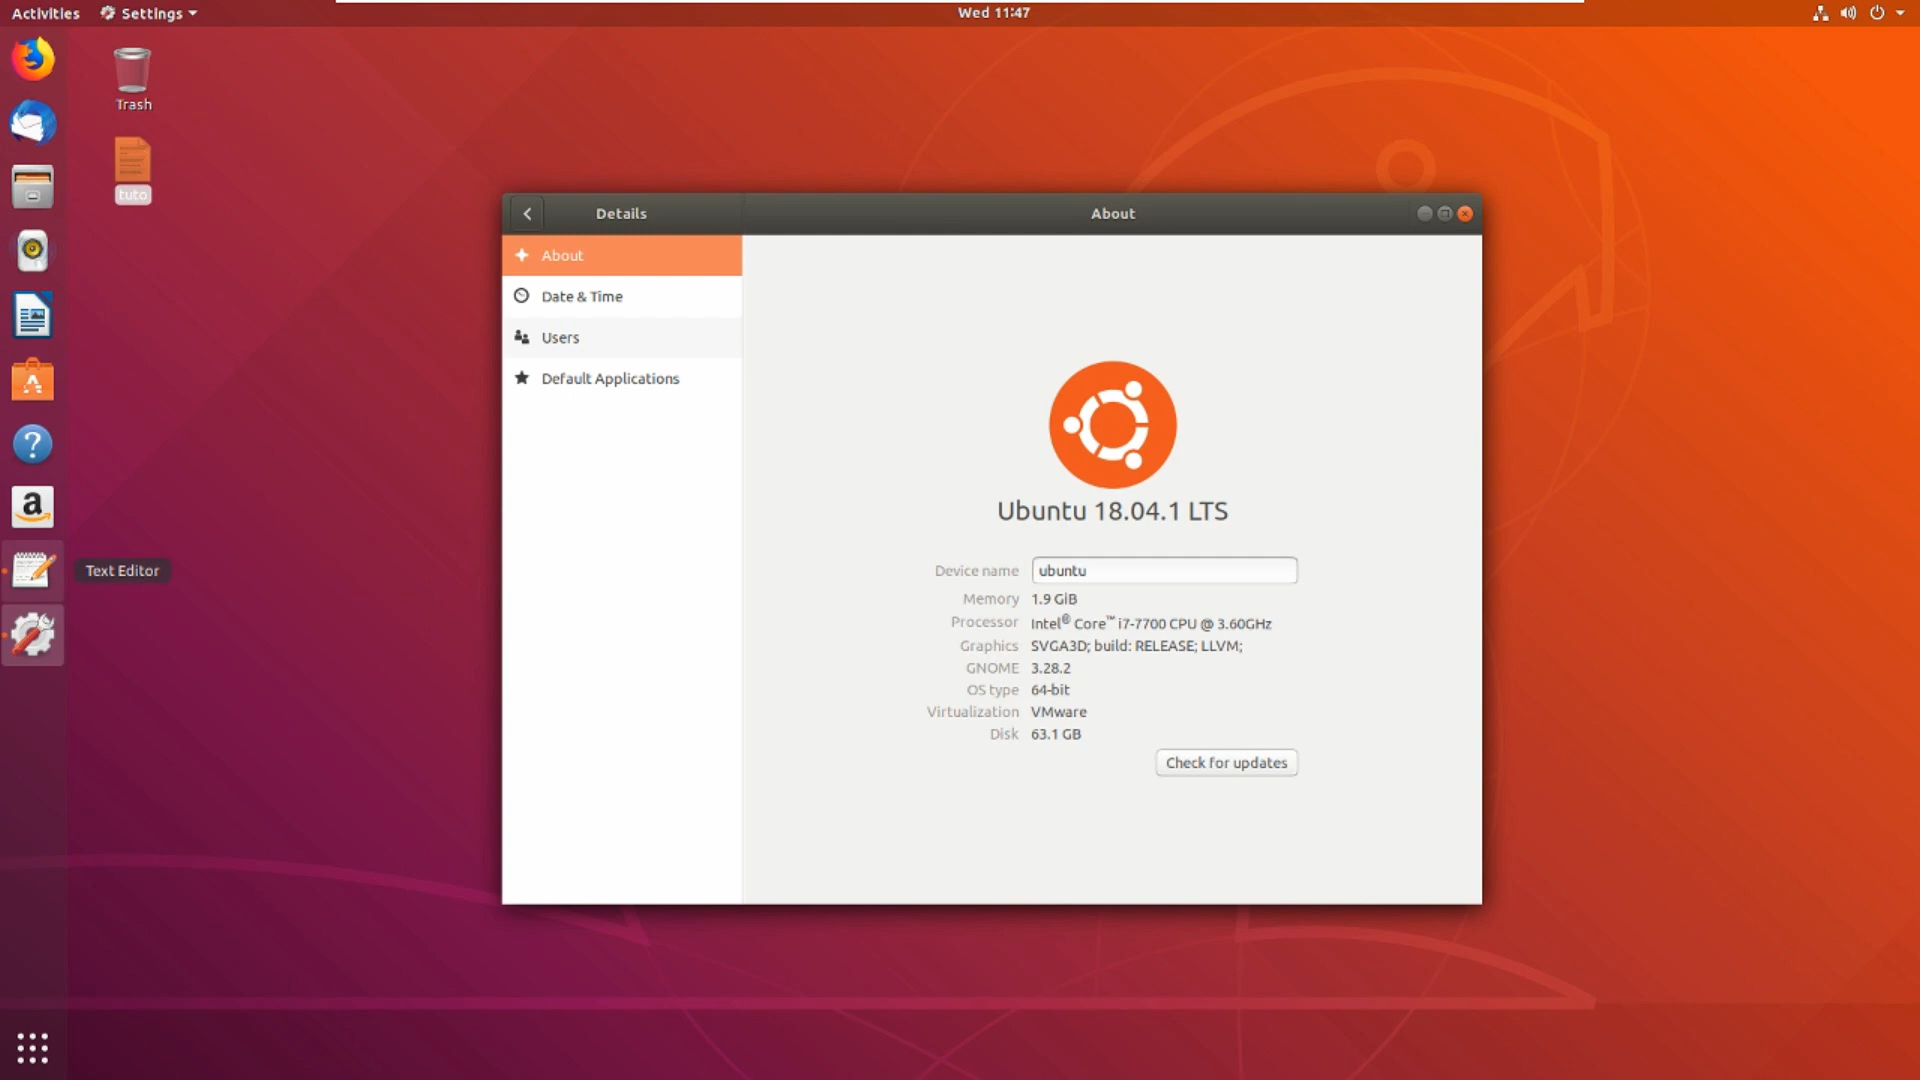 Activities Settings Wed 11:47
Trash
tuto
Details About
About
Date & Time
Users
Default Applications
Ubuntu 18.04.1 LTS
Device name ubuntu
Memory 1.9 GiB
Processor Intel® Core™ i7-7700 CPU @ 3.60GHz
Graphics SVGA3D; build: RELEASE; LLVM;
GNOME 3.28.2
OS type 64-bit
Virtualization VMware
Disk 63.1 GB
Check for updates
a
Text Editor